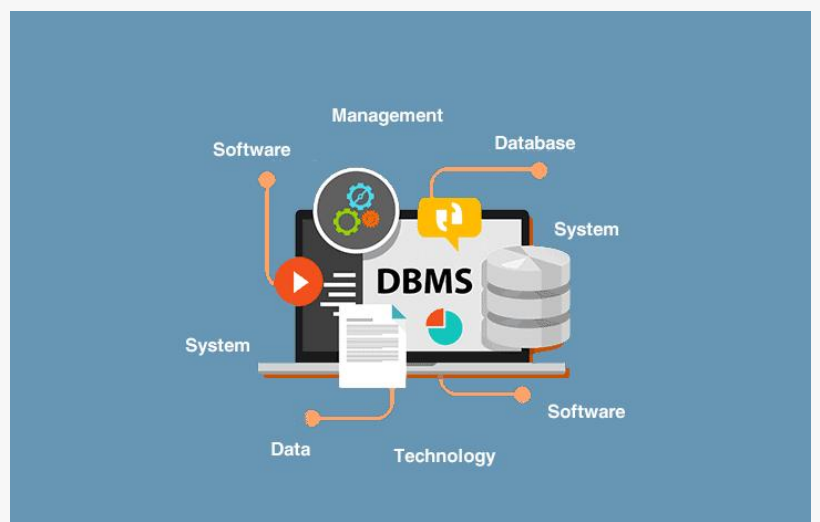 Management
Database
Software
System
DBMS
System
Software
Data
Technology